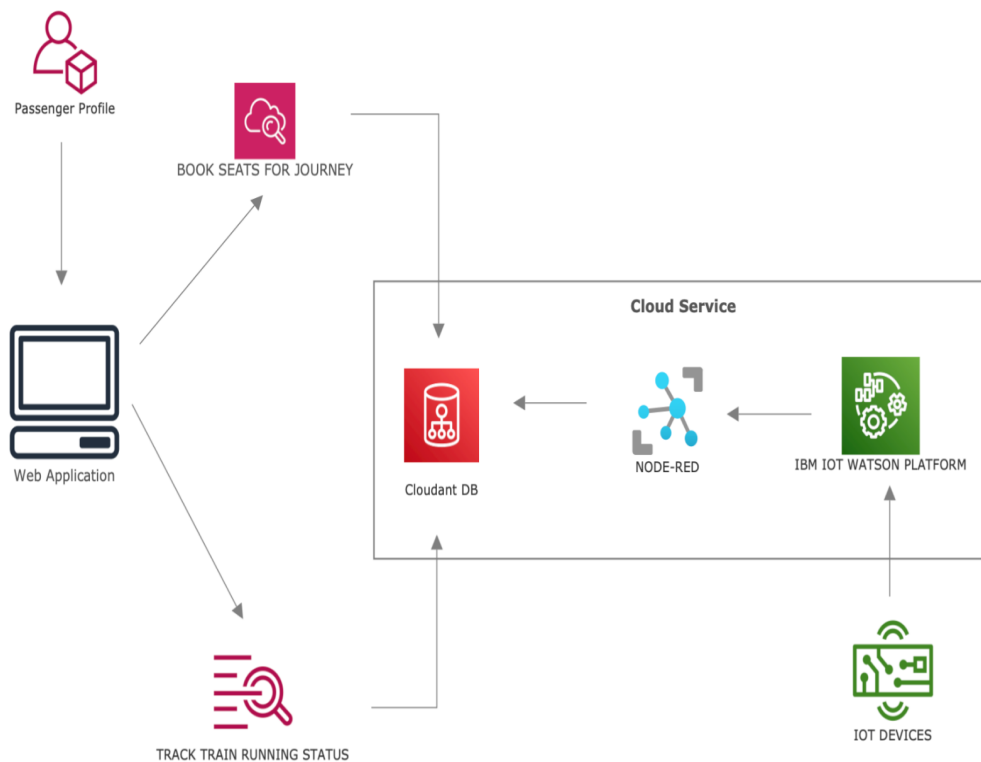 Passenger Profile
BOOK SEATS FOR JOURNEY
Cloud Service
Web Application
Cloudant DB
NODE-RED
IBM IOT WATSON PLATFORM
TRACK TRAIN RUNNING STATUS
IOT DEVICES